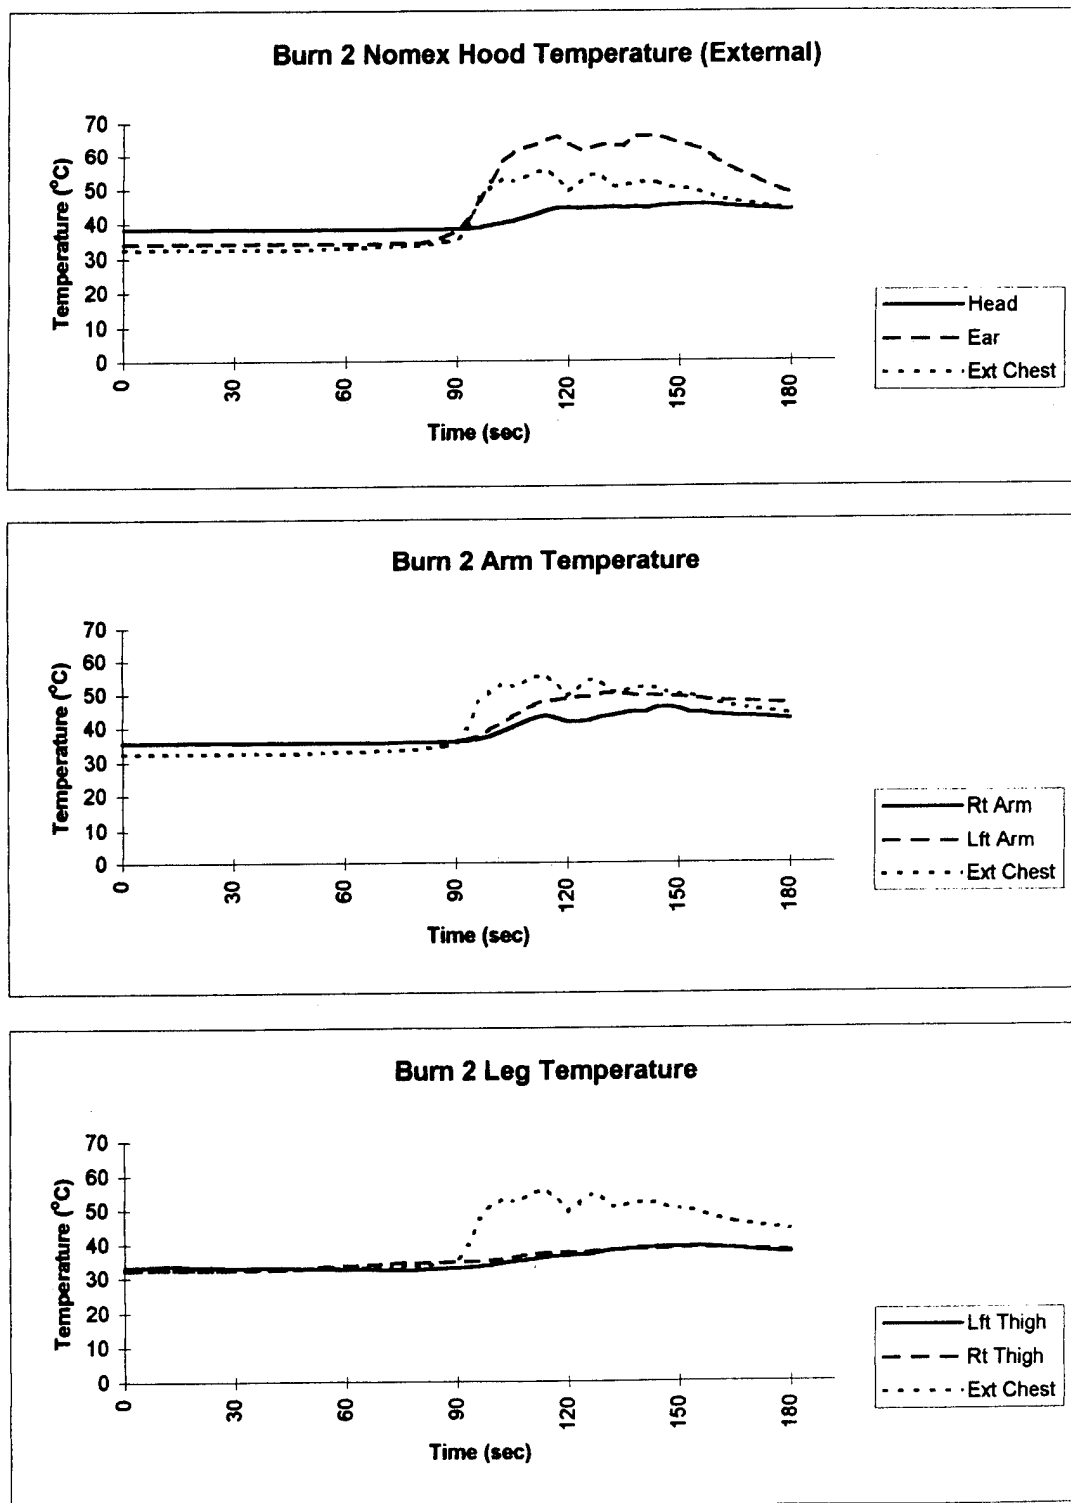 Burn 2 Nomex Hood Temperature (External)
Temperature (°C)
70
60
50
40
30
20
10
0
0
30
60
90
120
150
180
Time (sec)
Head
Ear
Ext Chest
Burn 2 Arm Temperature
Temperature (°C)
70
60
50
40
30
20
10
0
0
30
60
90
120
150
180
Time (sec)
Rt Arm
Lft Arm
Ext Chest
Burn 2 Leg Temperature
Temperature (°C)
70
60
50
40
30
20
10
0
0
30
60
90
120
150
180
Time (sec)
Lft Thigh
Rt Thigh
Ext Chest